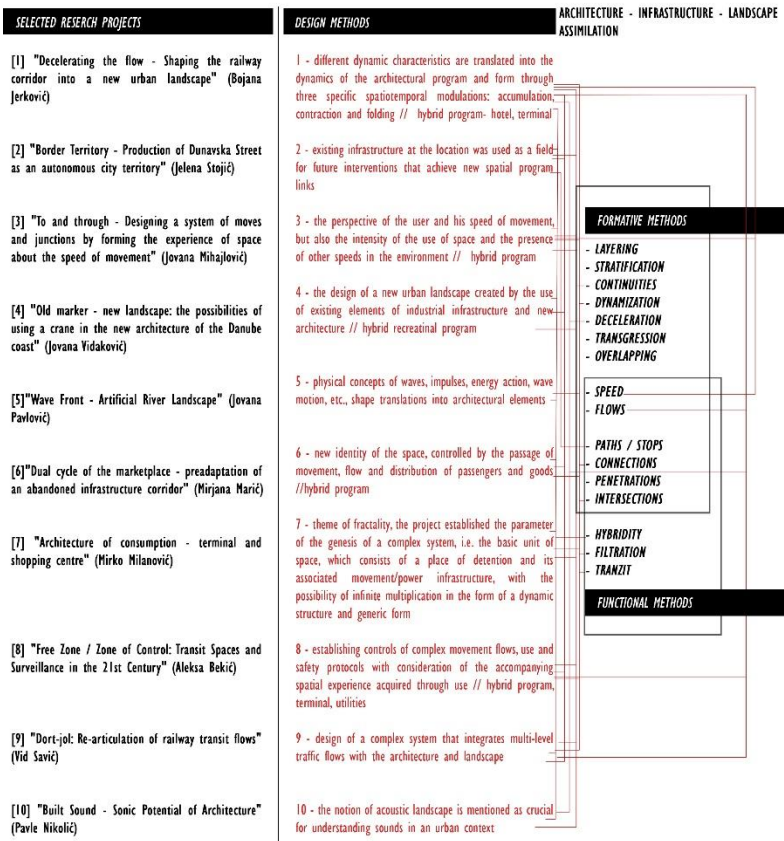 SELECTED RESERCH PROJECTS
[1] "Decelerating the flow - Shaping the railway
corridor into a new urban landscape" (Bojana
Jerković)
[2] "Border Territory - Production of Dunavska Street
as an autonomous city territory" (Jelena Stojić)
[3] "To and through - Designing a system of moves
and junctions by forming the experience of space
about the speed of movement" (Jovana Mihajlović)
[4] "Old marker - new landscape: the possibilities of
using a crane in the new architecture of the Danube
coast" (Jovana Vidaković)
[5]"Wave Front - Artificial River Landscape" (Jovana
Pavlović)
[6]"Dual cycle of the marketplace - preadaptation of
an abandoned infrastructure corridor" (Mirjana Marić)
[7] "Architecture of consumption - terminal and
shopping centre" (Mirko Milanović)
[8] "Free Zone / Zone of Control: Transit Spaces and
Surveillance in the 21st Century" (Aleksa Bekić)
[9] "Dort-jol: Re-articulation of railway transit flows"
(Vid Savić)
[10] "Built Sound - Sonic Potential of Architecture"
(Pavle Nikolić)
DESIGN METHODS
1 - different dynamic characteristics are translated into the
dynamics of the architectural program and form through
three specific spatiotemporal modulations: accumulation,
contraction and folding // hybrid program- hotel, terminal
2 - existing infrastructure at the location was used as a field
for future interventions that achieve new spatial program
links
3 - the perspective of the user and his speed of movement,
but also the intensity of the use of space and the presence
of other speeds in the environment // hybrid program
4 - the design of a new urban landscape created by the use
of existing elements of industrial infrastructure and new
architecture // hybrid recreatinal program
5 - physical concepts of waves, impulses, energy action, wave
motion, etc., shape translations into architectural elements
6 - new identity of the space, controlled by the passage of
movement, flow and distribution of passengers and goods
//hybrid program
7 - theme of fractality, the project established the parameter
of the genesis of a complex system, i.e. the basic unit of
space, which consists of a place of detention and its
associated movement/power infrastructure, with the
possibility of infinite multiplication in the form of a dynamic
structure and generic form
8 - establishing controls of complex movement flows, use and
safety protocols with consideration of the accompanying
spatial experience acquired through use // hybrid program,
terminal, utilities
9 - design of a complex system that integrates multi-level
traffic flows with the architecture and landscape
10 - the notion of acoustic landscape is mentioned as crucial
for understanding sounds in an urban context
ARCHITECTURE - INFRASTRUCTURE - LANDSCAPE
ASSIMILATION
FORMATIVE METHODS
- LAYERING
- STRATIFICATION
- CONTINUITIES
- DYNAMIZATION
- DECELERATION
- TRANSGRESSION
- OVERLAPPING
- SPEED
- FLOWS
- PATHS / STOPS
- CONNECTIONS
- PENETRATIONS
- INTERSECTIONS
- HYBRIDITY
- FILTRATION
- TRANZIT
FUNCTIONAL METHODS